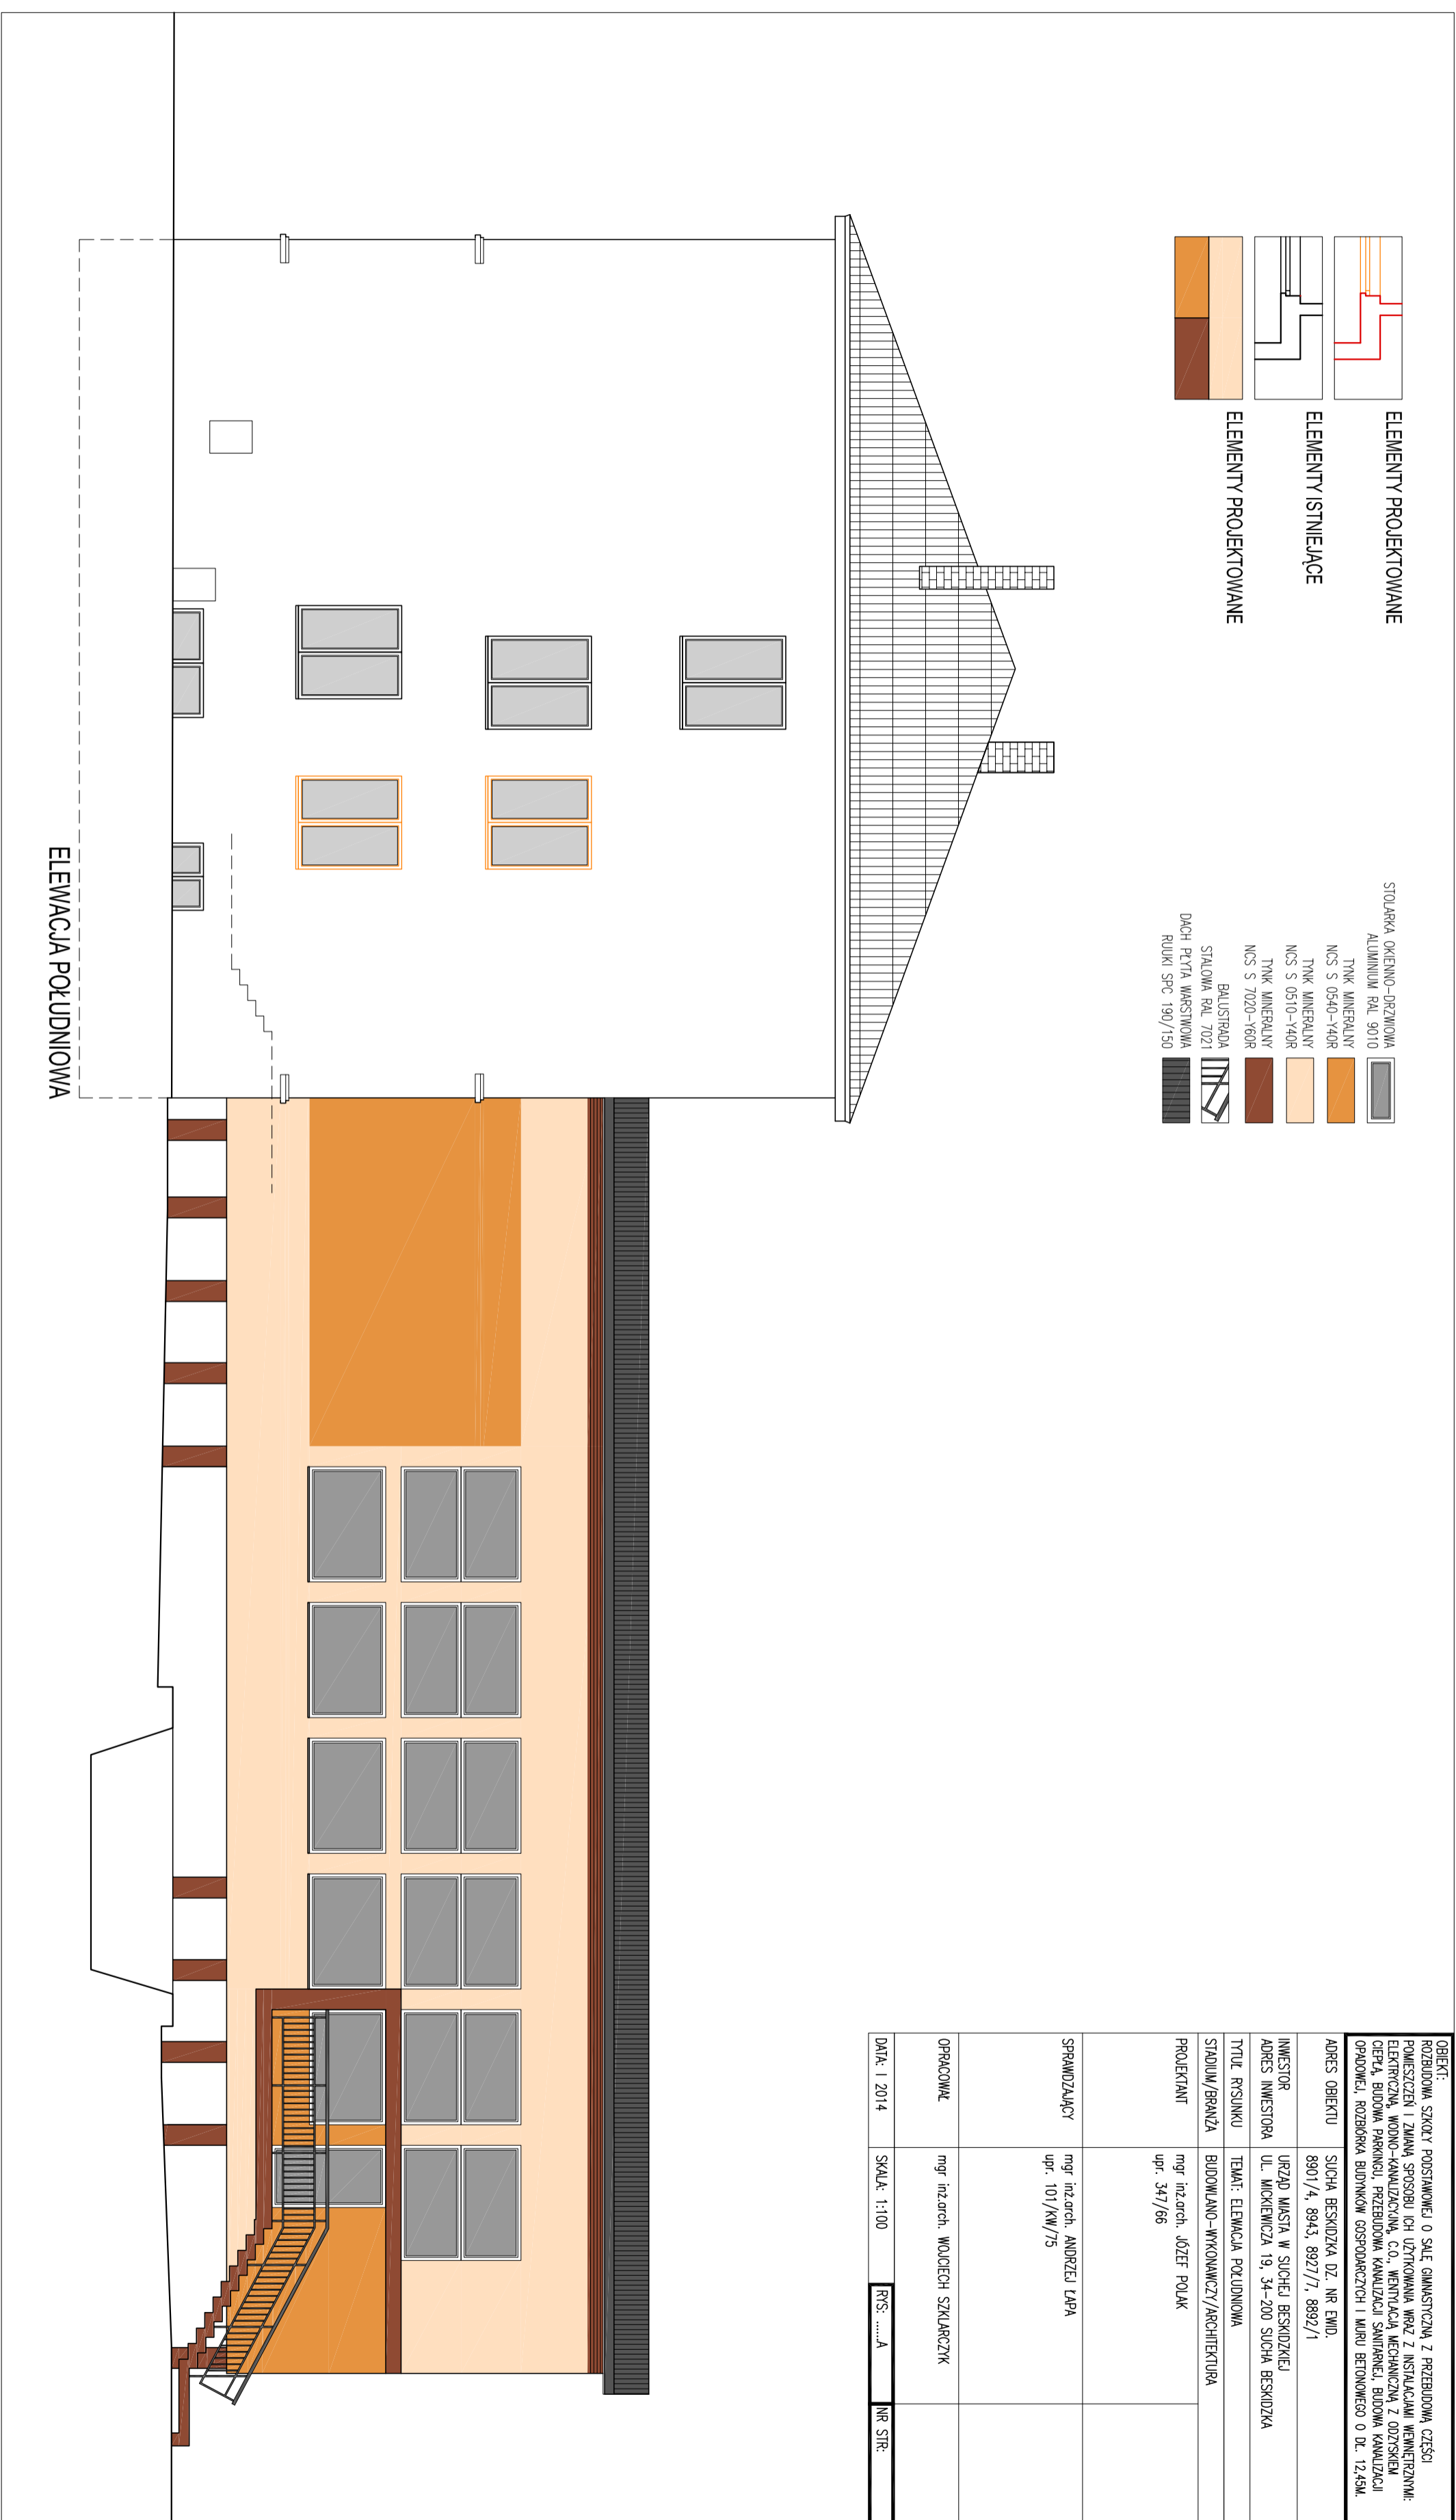 ELEMENTY PROJEKTOWANE
ELEMENTY ISTNIEJĄCE
ELEMENTY PROJEKTOWANE
STOLARKA OKIENNO-DRZWIOWA
ALUMINIUM RAL 9010
TYNK MINERALNY
NCS S 0540-Y40R
TYNK MINERALNY
NCS S 0510-Y40R
TYNK MINERALNY
NCS S 7020-Y60R
BALUSTRADA
STALOWA RAL 7021
DACH PŁYTA WARSTWOWA
RUUKI SPC 190/150
ELEWACJA POŁUDNIOWA
OBIEKT:
ROZBUDOWA SZKOŁY PODSTAWOWEJ O SALĘ GIMNASTYCZNĄ Z PRZEBUDOWĄ CZĘŚCI
POMIESZCZEŃ I ZMIANĄ SPOSOBU ICH UŻYTKOWANIA WRAZ Z INSTALACJAMI WEWNĘTRZNYMI:
ELEKTRYCZNĄ, WODNO-KANALIZACYJNĄ, C.O., WENTYLACJĄ MECHANICZNĄ Z ODZYSKIEM
CIEPŁA, BUDOWA PARKINGU, PRZEBUDOWA KANALIZACJI SANITARNEJ, BUDOWA KANALIZACJI
OPADOWEJ, ROZBIÓRKA BUDYNKÓW GOSPODARCZYCH I MURU BETONOWEGO O DŁ. 12,45M.
ADRES OBIEKTU
SUCHA BESKIDZKA DZ. NR EWID.
8901/4, 8943, 8927/7, 8892/1
INWESTOR
ADRES INWESTORA
URZĄD MIASTA W SUCHEJ BESKIDZKIEJ
UL. MICKIEWICZA 19, 34-200 SUCHA BESKIDZKA
TYTUŁ RYSUNKU
TEMAT: ELEWACJA POŁUDNIOWA
STADIUM/BRANŻA
BUDOWLANO-WYKONAWCZY/ARCHITEKTURA
PROJEKTANT
mgr inż.arch. JÓZEF POLAK
upr. 347/66
SPRAWDZAJĄCY
mgr inż.arch. ANDRZEJ ŁAPA
upr. 101/KW/75
OPRACOWAŁ
mgr inż.arch. WOJCIECH SZKLARCZYK
DATA: I 2014
SKALA: 1:100
RYS: ......A
NR STR: